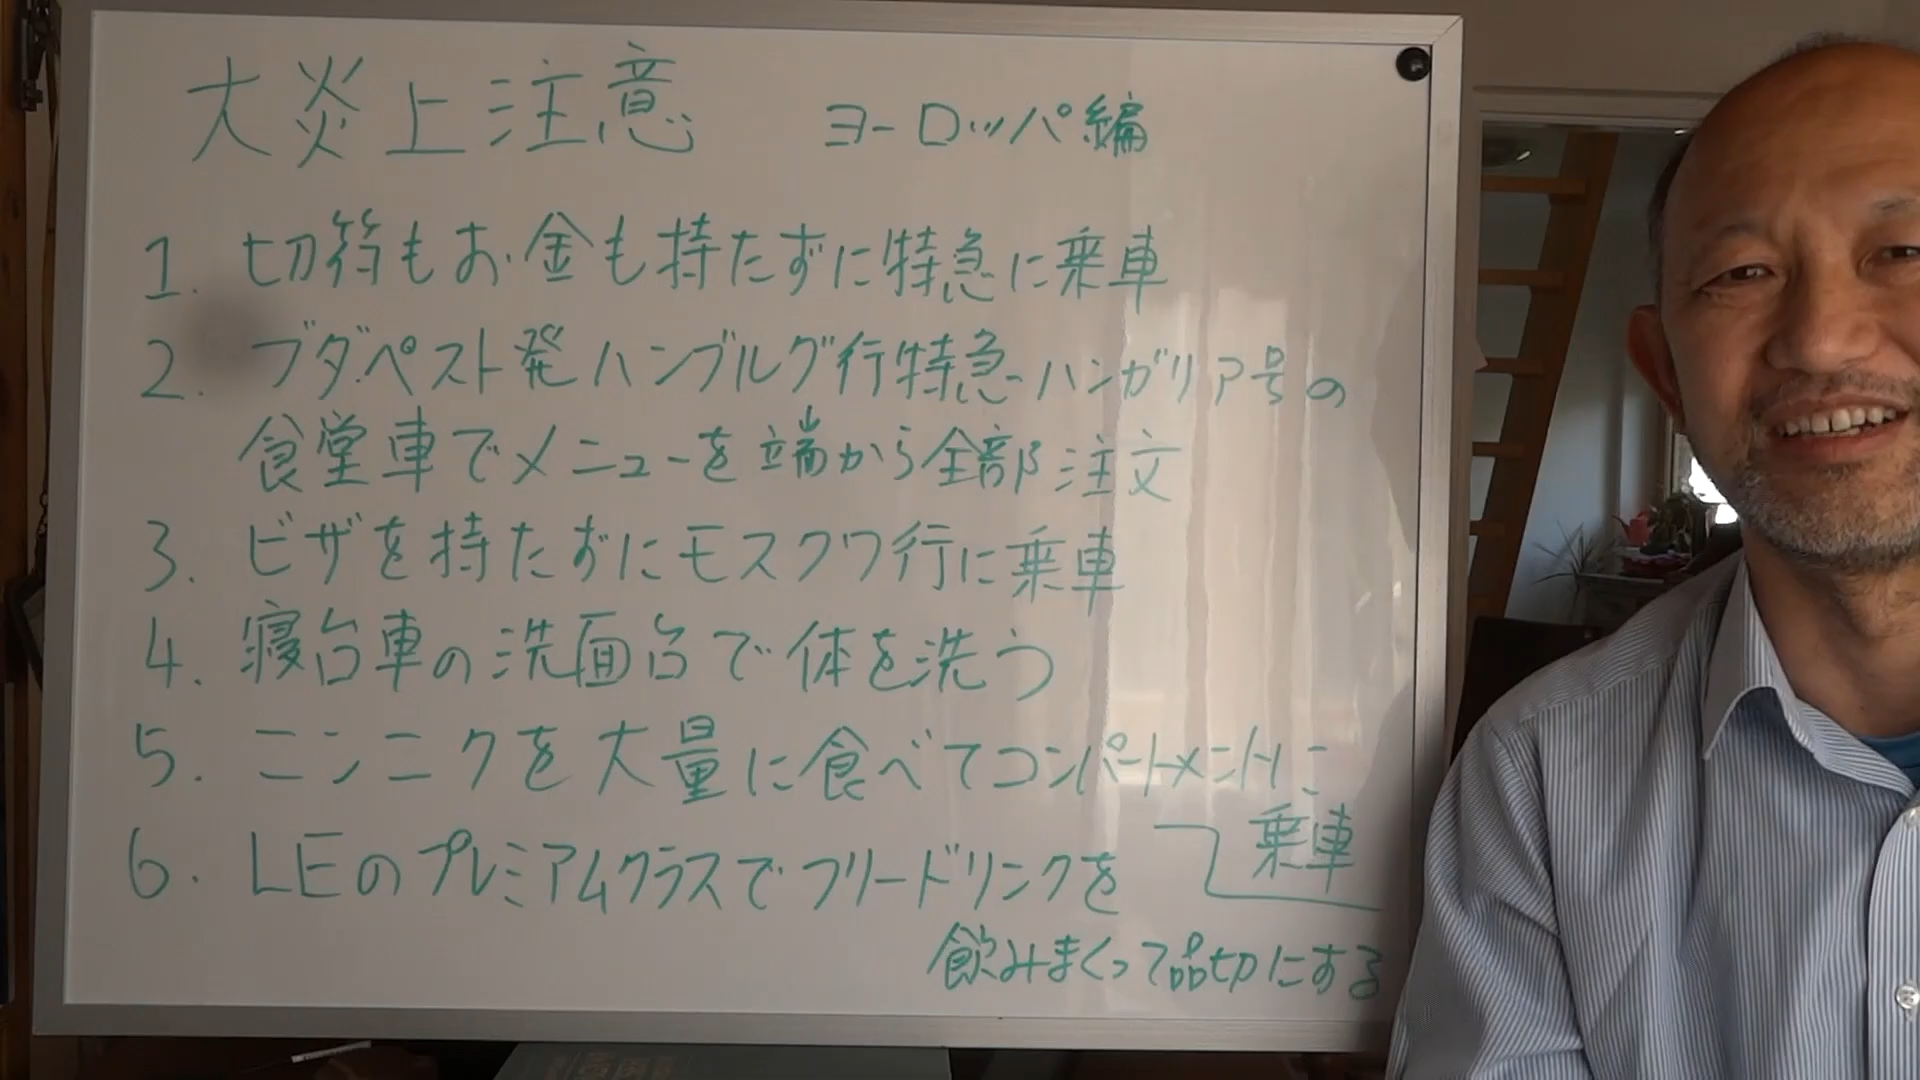 大炎上注意 ヨーロッパ編
1. 切符もお金も持たずに特急に乗車
2. ブダペスト発ハンブルグ行特急ハンガリア号の
食堂車でメニューを端から全部注文
3. ビザを持たずにモスクワ行に乗車
4. 寝台車の洗面台で体を洗う
5. ニンニクを大量に食べてコンパートメントに
乗車
6. LEのプレミアムクラスでフリードリンクを
飲みまくって品切にする